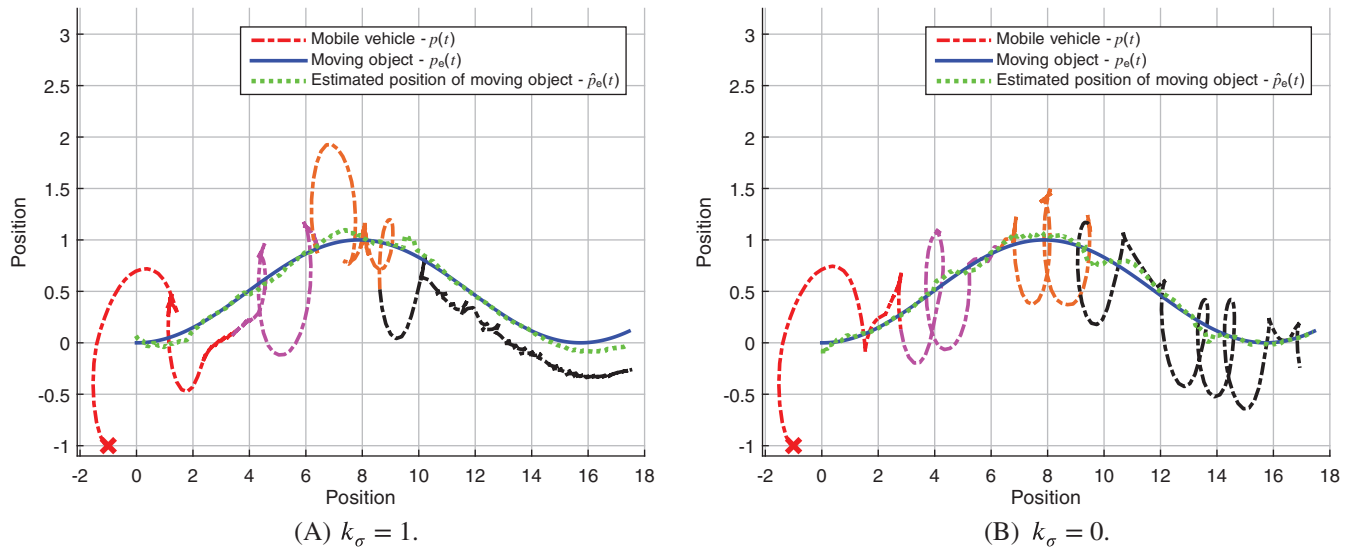 3
2.5
2
1.5
1
0.5
0
-0.5
-1
Position
-2 0 2 4 6 8 10 12 14 16 18
Position
Mobile vehicle - p(t)
Moving object - pₑ(t)
Estimated position of moving object - p̂ₑ(t)
(A) kσ = 1.
3
2.5
2
1.5
1
0.5
0
-0.5
-1
Position
-2 0 2 4 6 8 10 12 14 16 18
Position
Mobile vehicle - p(t)
Moving object - pₑ(t)
Estimated position of moving object - p̂ₑ(t)
(B) kσ = 0.